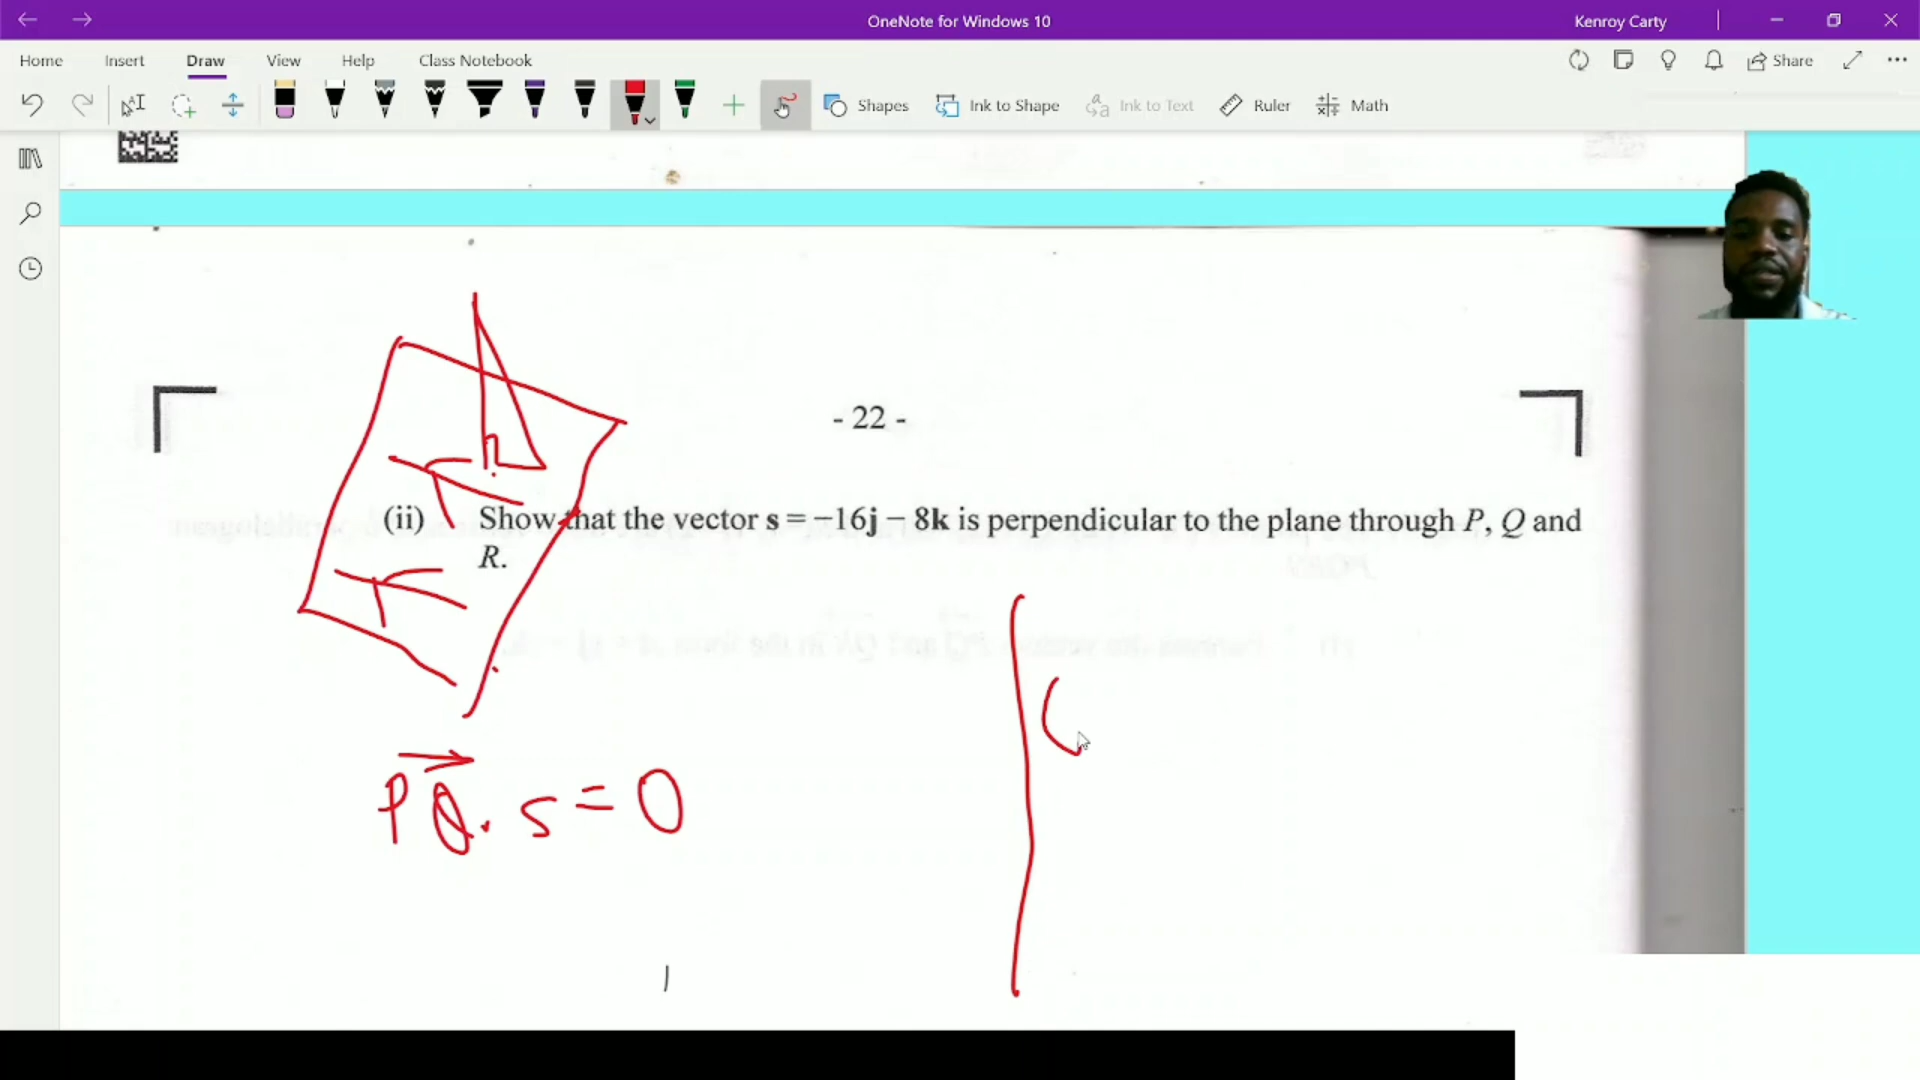 OneNote for Windows 10
Kenroy Carty
Home Insert Draw View Help Class Notebook
Share
Shapes Ink to Shape Ink to Text Ruler Math
- 22 -
(ii) Show that the vector s = −16j − 8k is perpendicular to the plane through P, Q and
R.
PQ. s = 0
(